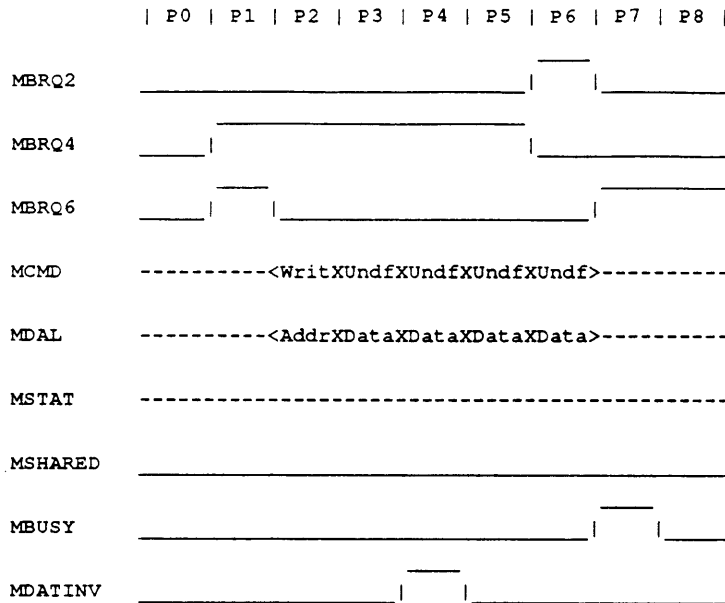 | P0 | P1 | P2 | P3 | P4 | P5 | P6 | P7 | P8 |
MBRQ2
MBRQ4
MBRQ6
MCMD ----------<WritXUndfXUndfXUndfXUndf>----------
MDAL ----------<AddrXDataXDataXDataXData>----------
MSTAT
MSHARED
MBUSY
MDATINV